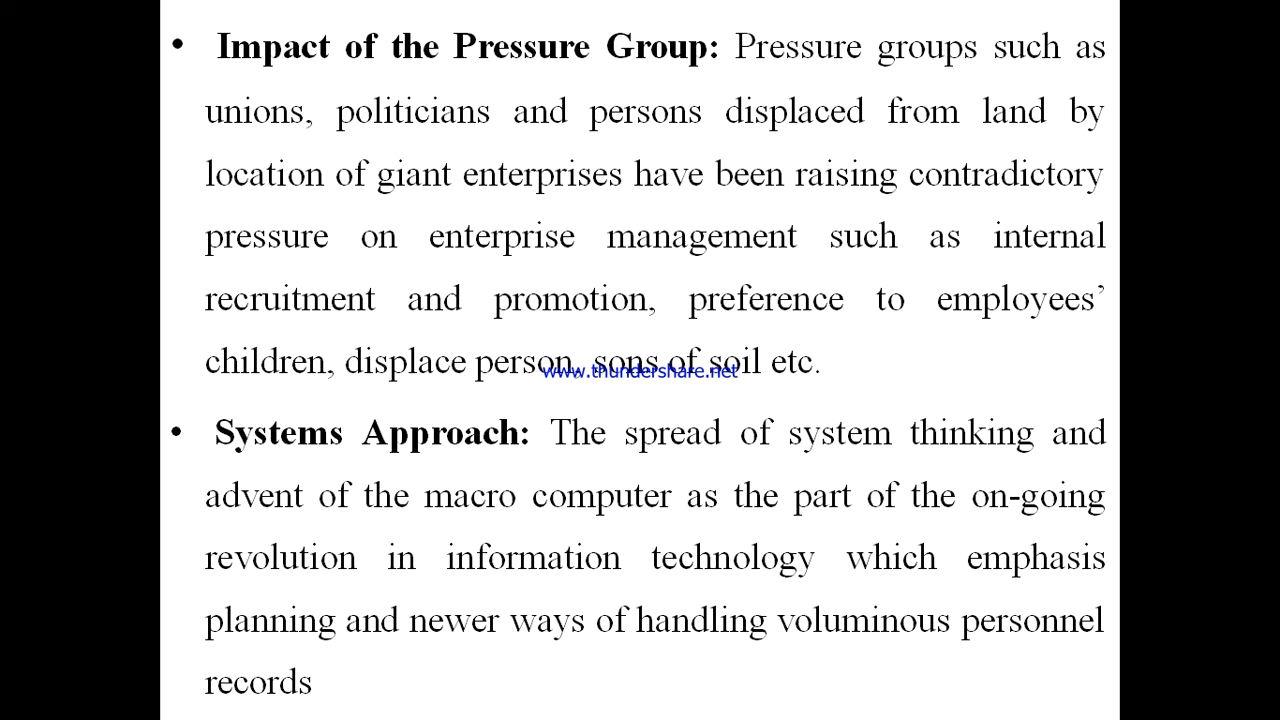 • Impact of the Pressure Group: Pressure groups such as
unions, politicians and persons displaced from land by
location of giant enterprises have been raising contradictory
pressure on enterprise management such as internal
recruitment and promotion, preference to employees’
children, displace person, sons of soil etc.
www.thundershare.net
• Systems Approach: The spread of system thinking and
advent of the macro computer as the part of the on-going
revolution in information technology which emphasis
planning and newer ways of handling voluminous personnel
records